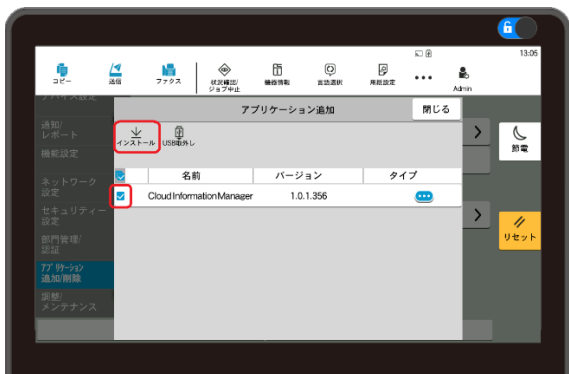 13:05
コピー
送信
ファクス
状況確認/
ジョブ中止
機器情報
言語選択
用紙設定
Admin
デバイス設定
アプリケーション追加
閉じる
通知/
レポート
インストール
USB取外し
節電
機能設定
名前
バージョン
タイプ
ネットワーク
設定
Cloud Information Manager
1.0.1.356
セキュリティー
設定
リセット
部門管理/
認証
アプリケーション
追加/削除
調整/
メンテナンス